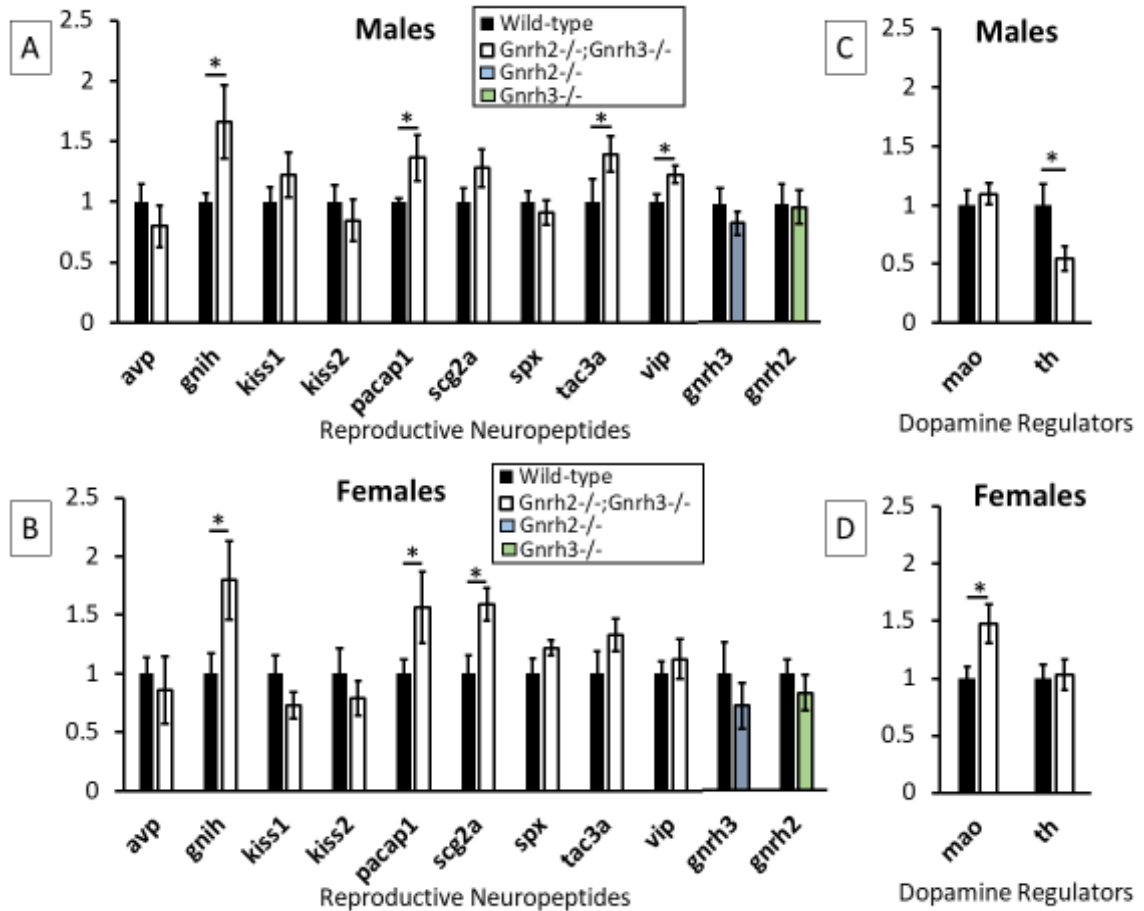 A
Males
Wild-type
Gnrh2-/-;Gnrh3-/-
Gnrh2-/-
Gnrh3-/-
2.5
2
1.5
1
0.5
0
* * * *
avp gnih kiss1 kiss2 pacap1 scg2a spx tac3a vip gnrh3 gnrh2
Reproductive Neuropeptides
C
Males
2.5
2
1.5
1
0.5
0
*
mao th
Dopamine Regulators
B
Females
Wild-type
Gnrh2-/-;Gnrh3-/-
Gnrh2-/-
Gnrh3-/-
2.5
2
1.5
1
0.5
0
* * *
avp gnih kiss1 kiss2 pacap1 scg2a spx tac3a vip gnrh3 gnrh2
Reproductive Neuropeptides
D
Females
2.5
2
1.5
1
0.5
0
*
mao th
Dopamine Regulators